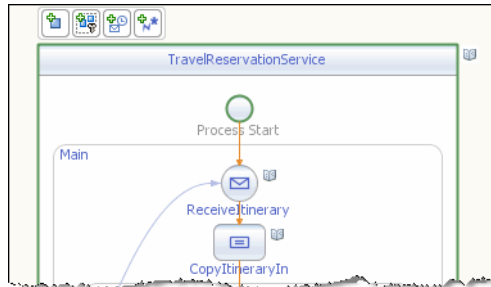 TravelReservationService
Process Start
Main
ReceiveItinerary
CopyItineraryIn